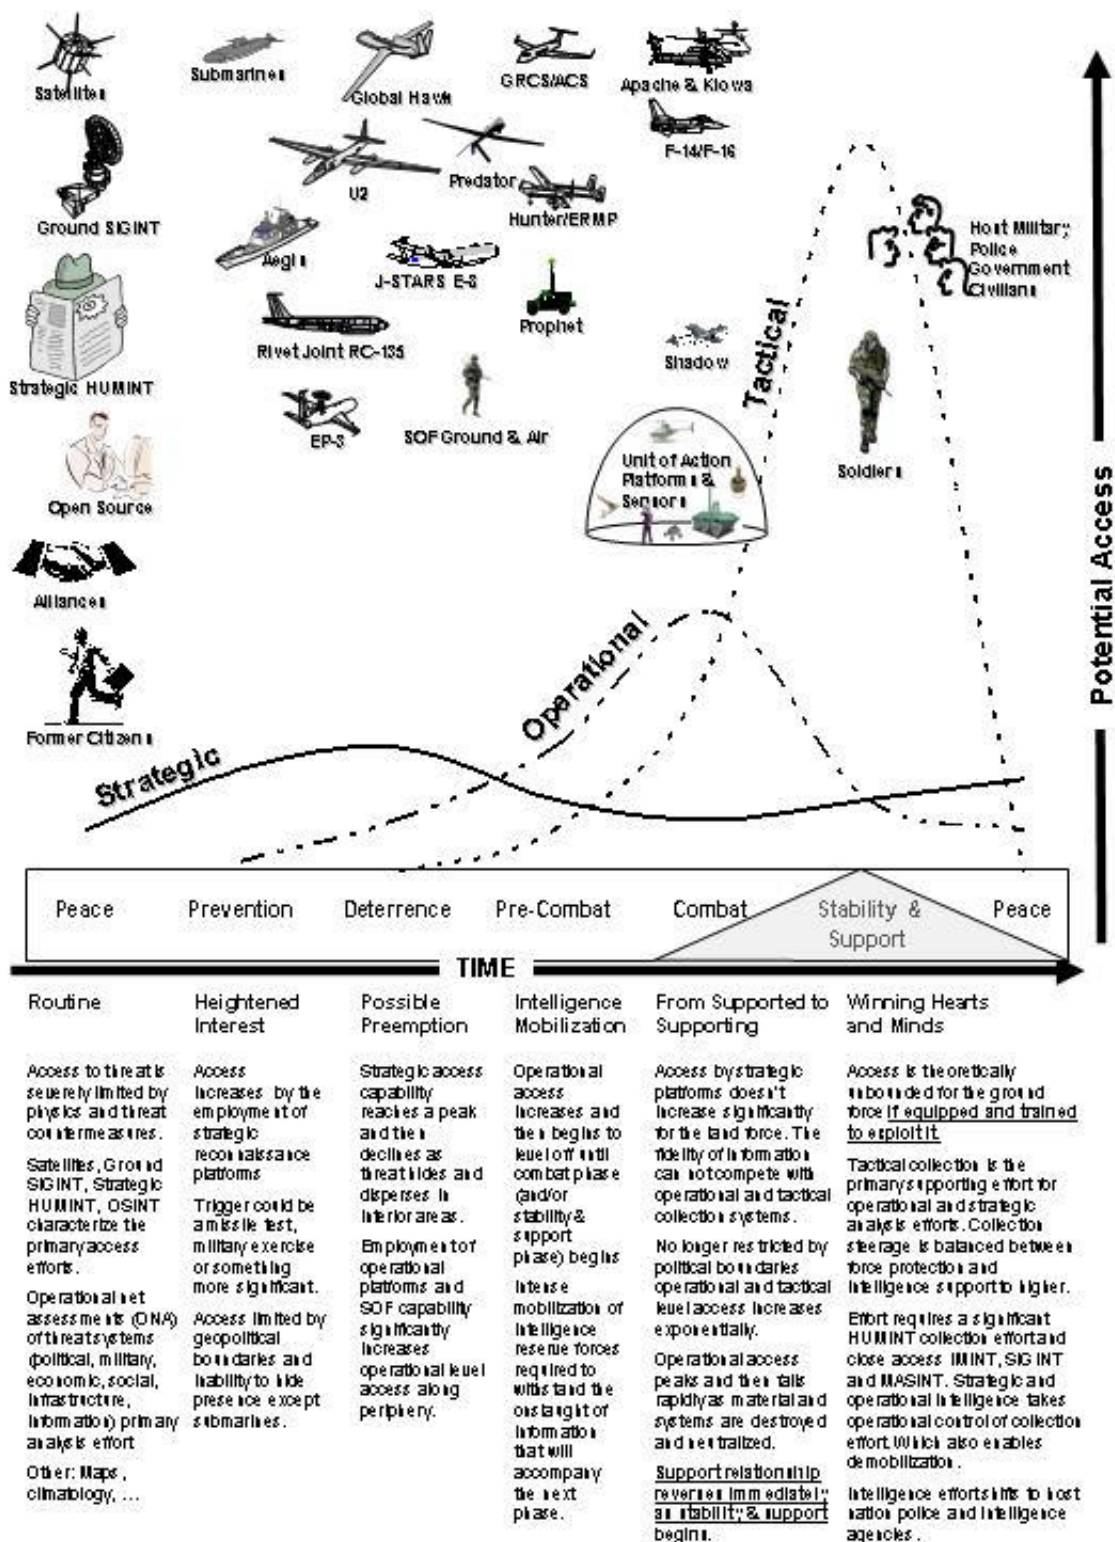 Satellites
Submarines
Global Hawk
GRCS/ACS
Apache & Kiowa
F-14/F-16
Ground SIGINT
U2
Predator
Hunter/ERMP
Aegis
J-STARS E-8
Prophet
Host Military,
Police
Government
Civilians
Strategic HUMINT
Rivet Joint RC-135
Shadow
Tactical
EP-3
SOF Ground & Air
Unit of Action
Platforms &
Sensors
Soldiers
Open Source
Alliances
Former Citizens
Operational
Strategic
Potential Access
Peace
Prevention
Deterrence
Pre-Combat
Combat
Stability &
Support
Peace
TIME
Routine
Access to threat is
severely limited by
physics and threat
countermeasures.
Satellites, Ground
SIGINT, Strategic
HUMINT, OSINT
characterize the
primary access
efforts.
Operational net
assessments (ONA)
of threat systems
(political, military,
economic, social,
infrastructure,
information) primary
analysis effort
Other: Maps,
climatology, ...
Heightened
Interest
Access
increases by the
employment of
strategic
reconnaissance
platforms
Trigger could be
a missile test,
military exercise
or something
more significant.
Access limited by
geopolitical
boundaries and
inability to hide
presence except
submarines.
Possible
Preemption
Strategic access
capability
reaches a peak
and then
declines as
threat hides and
disperses in
interior areas.
Employment of
operational
platforms and
SOF capability
significantly
increases
operational level
access along
periphery.
Intelligence
Mobilization
Operational
access
increases and
then begins to
level off until
combat phase
(and/or
stability &
support
phase) begins
Intense
mobilization of
intelligence
reserve forces
required to
withstand the
onslaught of
information
that will
accompany
the next
phase.
From Supported to
Supporting
Access by strategic
platforms doesn't
increase significantly
for the land force. The
fidelity of information
can not compete with
operational and tactical
collection systems.
No longer restricted by
political boundaries
operational and tactical
level access increases
exponentially.
Operational access
peaks and then falls
rapidly as material and
systems are destroyed
and neutralized.
Support relationship
reverses immediately
as stability & support
begins.
Winning Hearts
and Minds
Access is theoretically
unbounded for the ground
force if equipped and trained
to exploit it.
Tactical collection is the
primary supporting effort for
operational and strategic
analysis efforts. Collection
steerage is balanced between
force protection and
intelligence support to higher.
Effort requires a significant
HUMINT collection effort and
close access IMINT, SIGINT
and MASINT. Strategic and
operational intelligence takes
operational control of collection
effort. Which also enables
demobilization.
Intelligence effort shifts to host
nation police and intelligence
agencies.